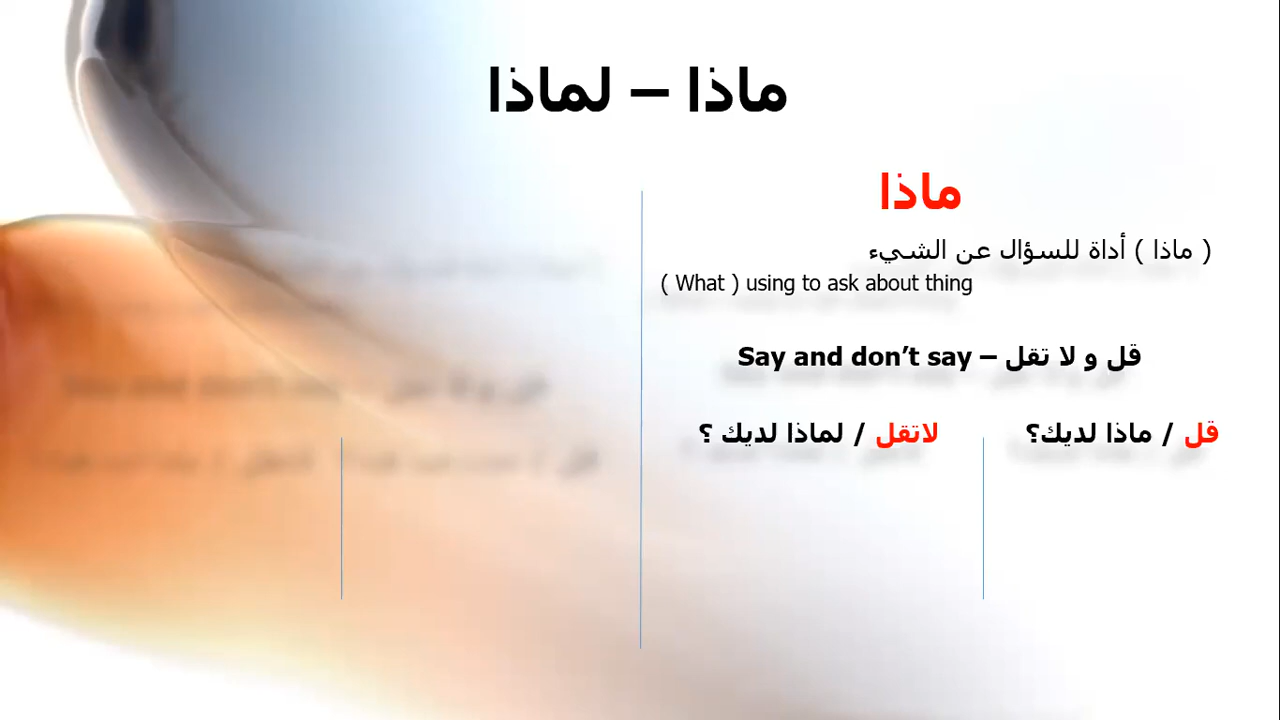 ماذا – لماذا
ماذا
( ماذا ) أداة للسؤال عن الشيء
( What ) using to ask about thing
قل و لا تقل – Say and don’t say
قل / ماذا لديك؟
لاتقل / لماذا لديك ؟